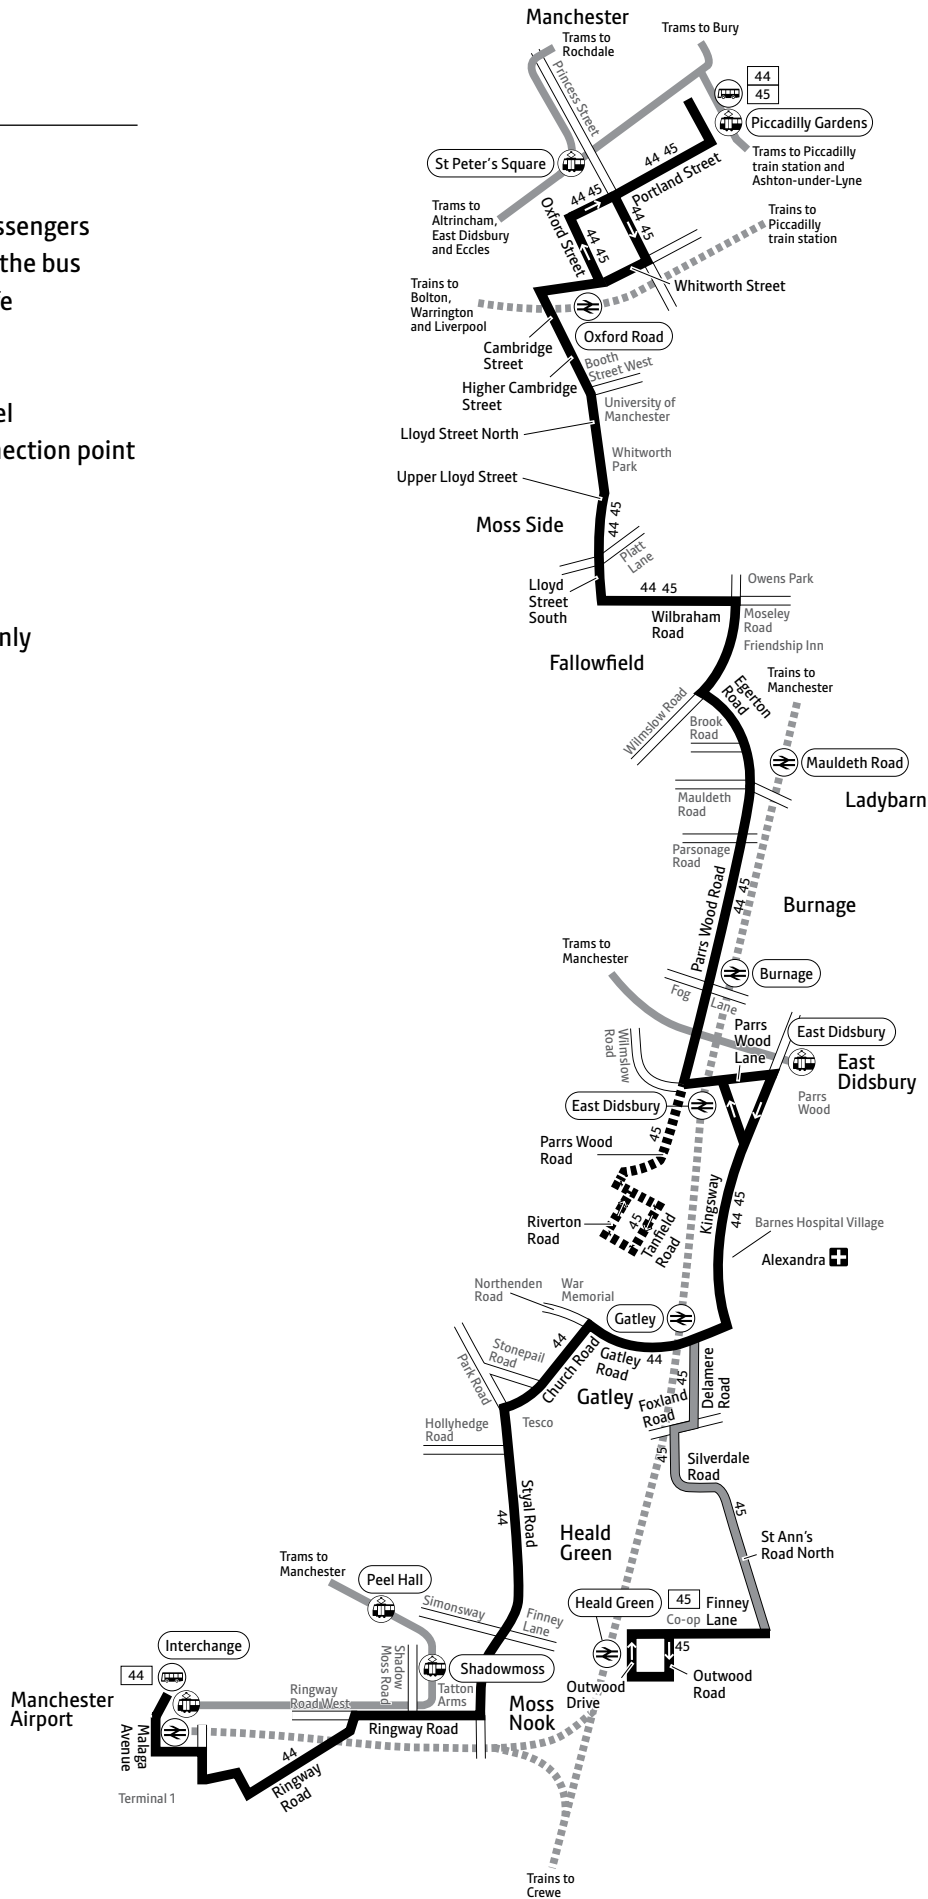 Manchester
Trams to
Rochdale
Trams to Bury
Princess Street
44
45
Piccadilly Gardens
St Peter's Square
44 45
Portland Street
Trams to Piccadilly
train station and
Ashton-under-Lyne
ssengers
the bus
44 45
44 45
Oxford Street
44 45
Trams to
Altrincham,
East Didsbury
and Eccles
Trains to
Piccadilly
train station
Whitworth Street
Trains to
Bolton,
Warrington
and Liverpool
Oxford Road
Cambridge
Street
Booth
Street West
Higher Cambridge
Street
University of
Manchester
el
Lloyd Street North
nection point
Whitworth
Park
Upper Lloyd Street
44 45
Moss Side
Platt
Lane
Lloyd
Street
South
44 45
Owens Park
Wilbraham
Road
Moseley
Road
nly
Friendship Inn
Fallowfield
Egerton
Road
Trains to
Manchester
Wilmslow Road
Brook
Road
Mauldeth Road
Mauldeth
Road
Ladybarn
Parsonage
Road
Parrs Wood Road
44 45
Burnage
Trams to
Manchester
Burnage
Fog
Lane
Wilmslow
Road
Parrs
Wood
Lane
East Didsbury
East
Didsbury
East Didsbury
Parrs
Wood
45
Parrs Wood
Road
Kingsway
44 45
Riverton
Road
45
Tanfield
Road
Barnes Hospital Village
Alexandra
Northenden
Road
War
Memorial
Gatley
44
Stonepail
Road
Park Road
Church Road
Gatley
Road
44
45
Delamere
Road
Gatley
Foxland
Road
Tesco
Hollyhedge
Road
45
Silverdale
Road
Styal Road
44
45
Heald
Green
St Ann's
Road North
Trams to
Manchester
Peel Hall
Simonsway
Finney
Lane
Heald Green
45
Co-op
Finney
Lane
Interchange
44
Shadow
Moss Road
Shadowmoss
45
Outwood
Drive
Outwood
Road
Ringway
Road West
Tatton
Arms
Moss
Nook
Manchester
Airport
Malaga
Avenue
Ringway Road
44
Ringway
Road
Terminal 1
Trains to
Crewe